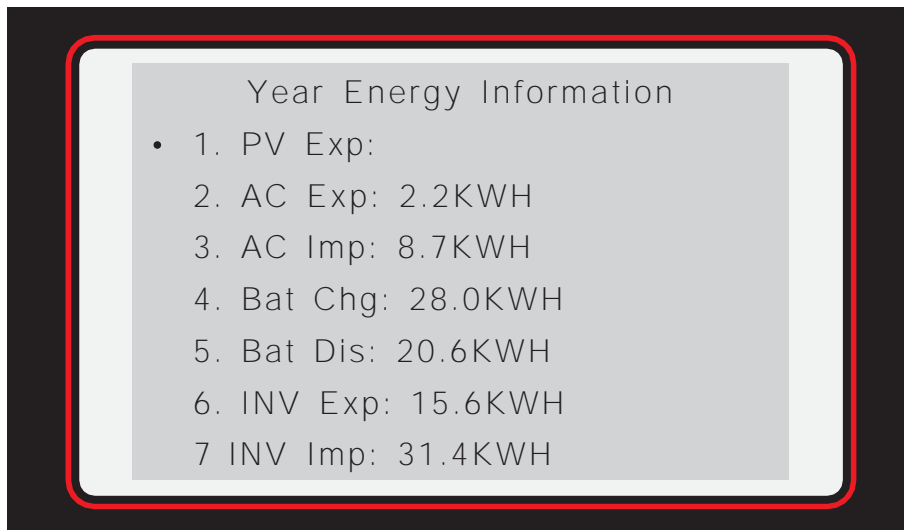 Year Energy Information
• 1. PV Exp:
2. AC Exp: 2.2KWH
3. AC Imp: 8.7KWH
4. Bat Chg: 28.0KWH
5. Bat Dis: 20.6KWH
6. INV Exp: 15.6KWH
7 INV Imp: 31.4KWH